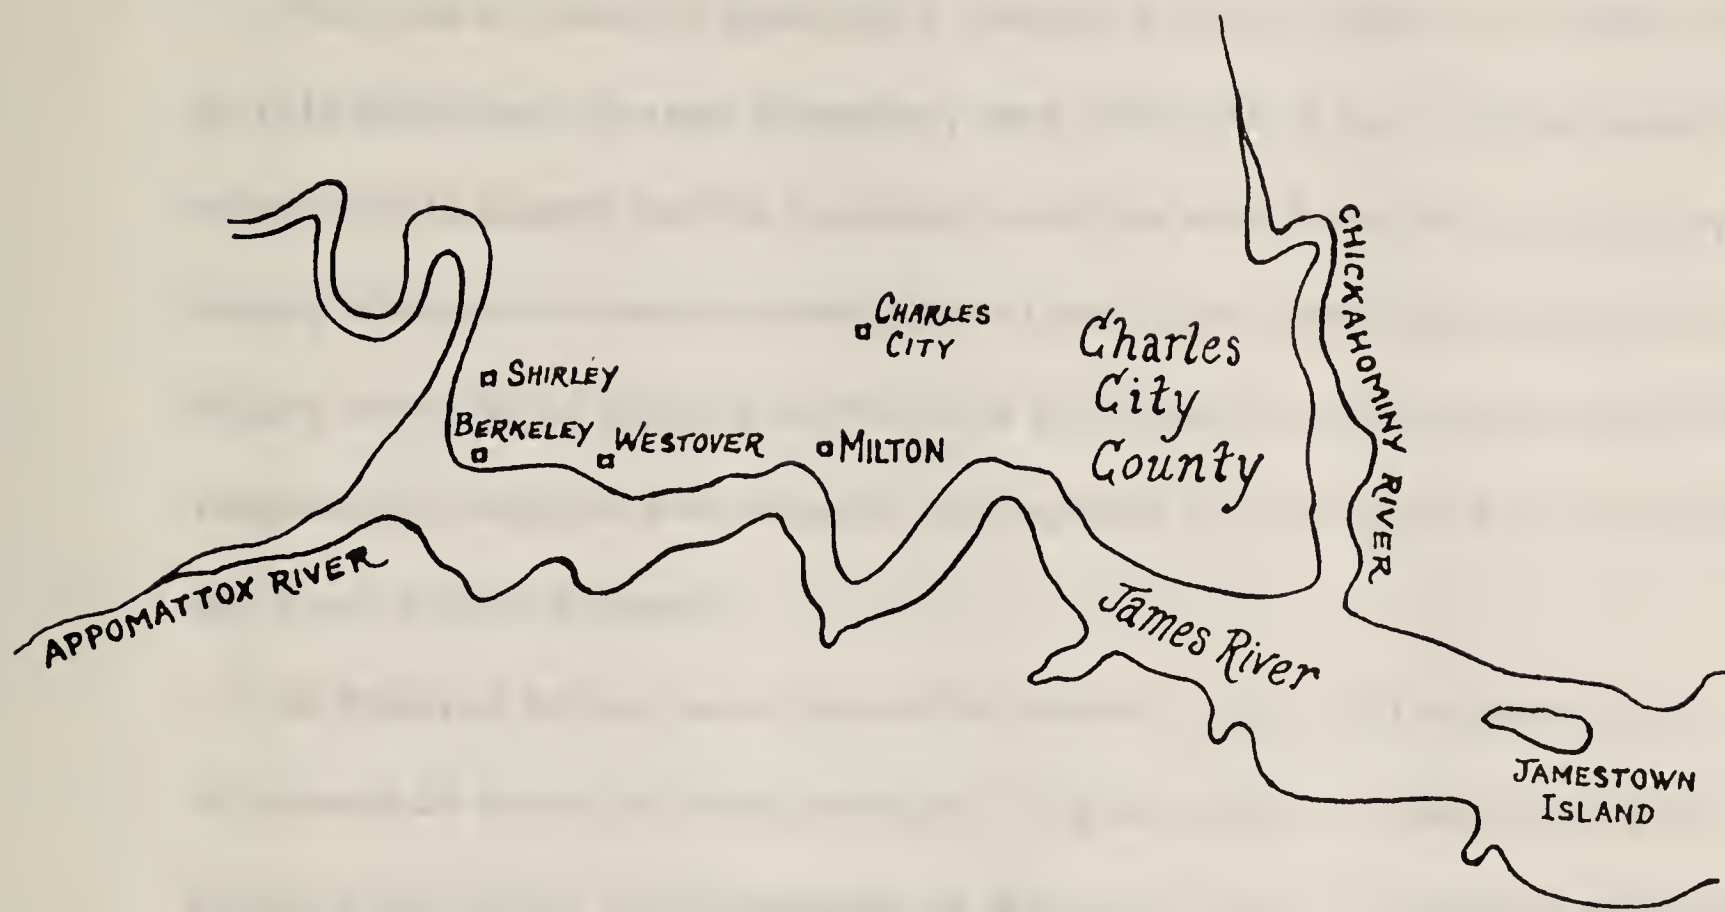 CHICKAHOMINY RIVER
CHARLES
CITY
Charles
City
County
SHIRLEY
BERKELEY
WESTOVER
MILTON
APPOMATTOX RIVER
James River
JAMESTOWN
ISLAND